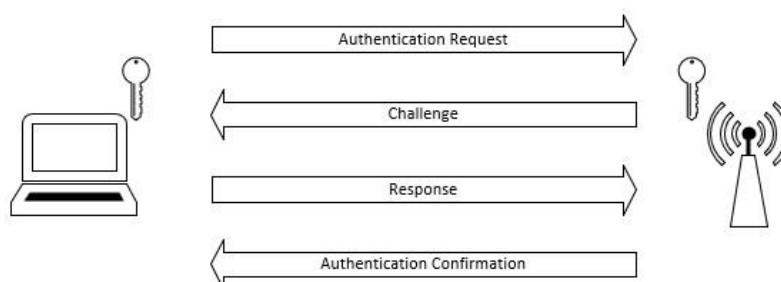 Authentication Request
Challenge
Response
Authentication Confirmation